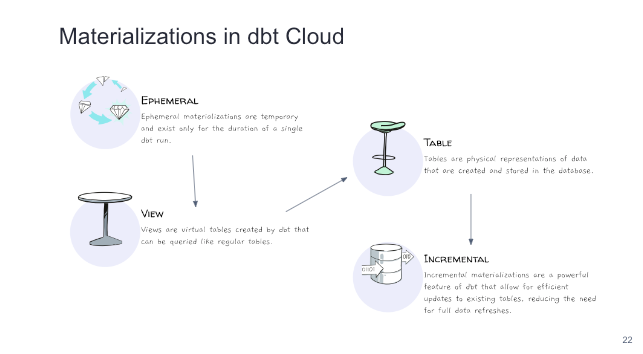 Materializations in dbt Cloud
Ephemeral
Ephemeral materializations are temporary
and exist only for the duration of a single
dbt run.
View
Views are virtual tables created by dbt that
can be queried like regular tables.
Table
Tables are physical representations of data
that are created and stored in the database.
Incremental
Incremental materializations are a powerful
feature of dbt that allow for efficient
updates to existing tables, reducing the need
for full data refreshes.
22